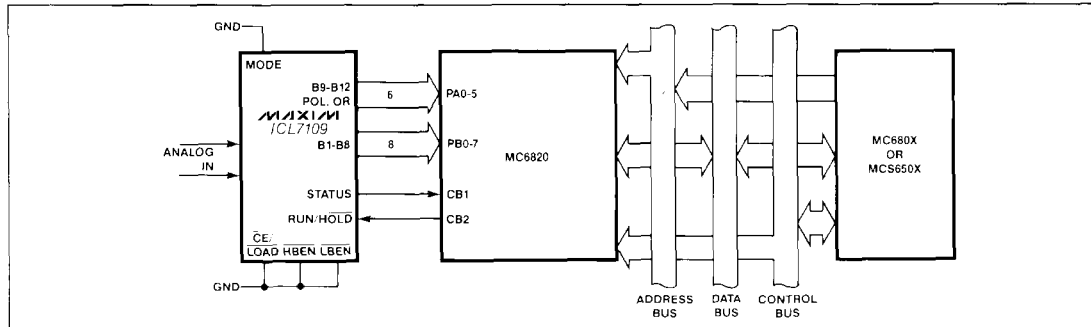 GND
MODE
B9-B12
POL, OR
MAXIM
ICL7109
B1-B8
ANALOG
IN
STATUS
RUN/HOLD
CE/
LOAD HBEN LBEN
GND
6
8
PA0-5
PB0-7
MC6820
CB1
CB2
ADDRESS
BUS
DATA
BUS
CONTROL
BUS
MC680X
OR
MCS650X